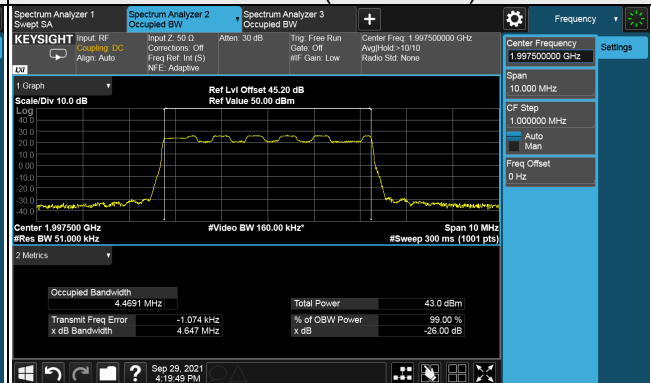 Spectrum Analyzer 1
Swept SA
Spectrum Analyzer 2
Occupied BW
Spectrum Analyzer 3
Occupied BW
+
Frequency
KEYSIGHT
Input: RF
Coupling: DC
Align: Auto
Input Z: 50 Ω
Corrections: Off
Freq Ref: Int (S)
NFE: Adaptive
Atten: 30 dB
Trig: Free Run
Gate: Off
#IF Gain: Low
Center Freq: 1.997500000 GHz
Avg|Hold:>10/10
Radio Std: None
LXI
1 Graph
Scale/Div 10.0 dB
Ref Lvl Offset 45.20 dB
Ref Value 50.00 dBm
Log
40.0
30.0
20.0
10.0
0.00
-10.0
-20.0
-30.0
-40.0
Center 1.997500 GHz
#Res BW 51.000 kHz
#Video BW 160.00 kHz*
Span 10 MHz
#Sweep 300 ms (1001 pts)
2 Metrics
Occupied Bandwidth
4.4691 MHz
Transmit Freq Error -1.074 kHz
x dB Bandwidth 4.647 MHz
Total Power 43.0 dBm
% of OBW Power 99.00 %
x dB -26.00 dB
Center Frequency
1.997500000 GHz
Settings
Span
10.000 MHz
CF Step
1.000000 MHz
Auto
Man
Freq Offset
0 Hz
?
Sep 29, 2021
4:19:49 PM